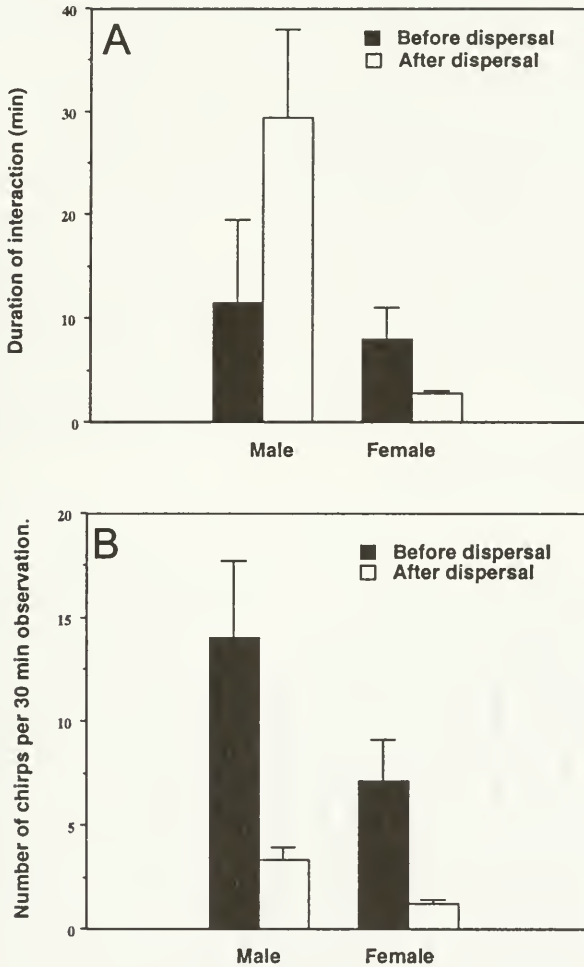 A
Before dispersal
After dispersal
Duration of interaction (min)
40
30
20
10
0
Male Female
B
Before dispersal
After dispersal
Number of chirps per 30 min observation.
20
15
10
5
0
Male Female